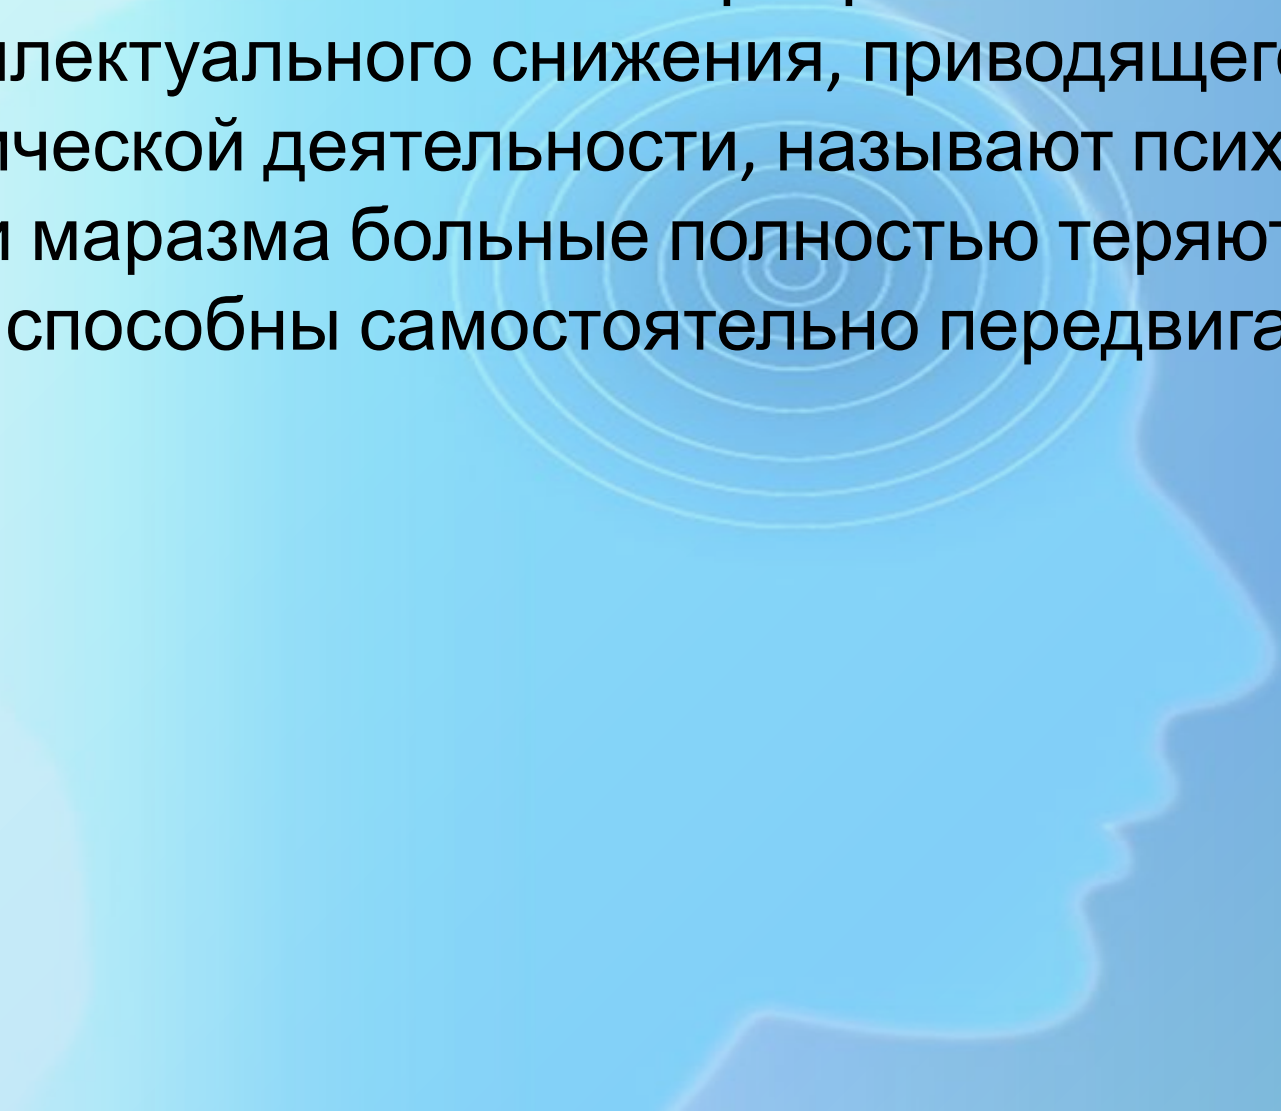 ллектуального снижения, приводящего
ической деятельности, называют псих
и маразма больные полностью теряют
способны самостоятельно передвига